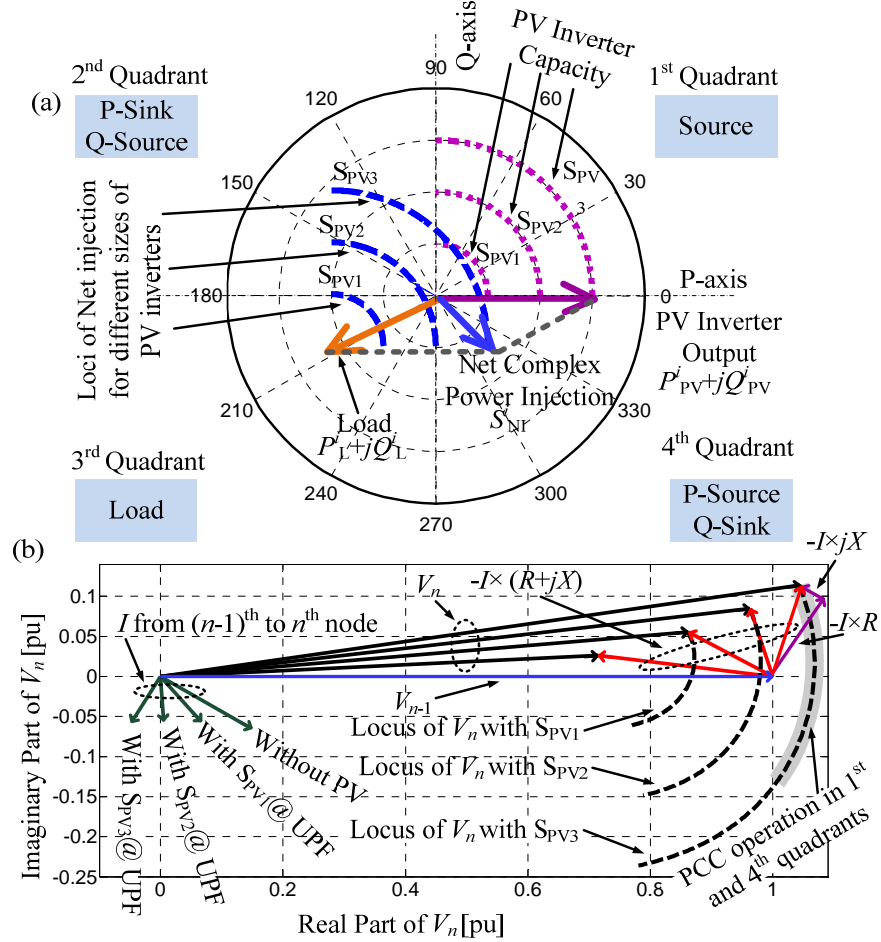 (a)
2nd Quadrant
P-Sink
Q-Source
Q-axis
PV Inverter
Capacity
1st Quadrant
Source
90
120
60
150
30
180
0
210
330
240
300
270
SPV3
SPV2
SPV1
SPV
3
SPV2
SPV1
Loci of Net injection
for different sizes of
PV inverters
P-axis
PV Inverter
Output
PiPV+jQiPV
Net Complex
Power Injection
SiNI
Load
PiL+jQiL
3rd Quadrant
Load
4th Quadrant
P-Source
Q-Sink
(b)
Imaginary Part of Vn[pu]
0.1
0.05
0
-0.05
-0.1
-0.15
-0.2
-0.25
I from (n-1)th to nth node
Vn
-I×(R+jX)
-I×jX
-I×R
Vn-1
Locus of Vn with SPV1
Locus of Vn with SPV2
Locus of Vn with SPV3
Without PV
With SPV1@ UPF
With SPV2@ UPF
With SPV3@ UPF
PCC operation in 1st
and 4th quadrants
0
0.2
0.4
0.6
0.8
1
Real Part of Vn[pu]